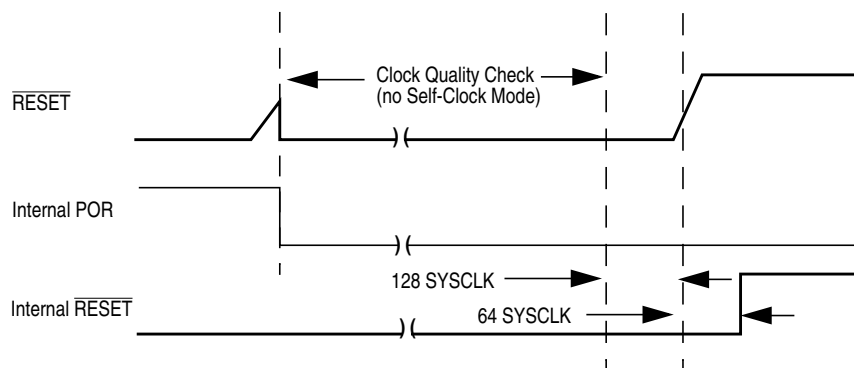 Clock Quality Check
(no Self-Clock Mode)
RESET
Internal POR
128 SYSCLK
Internal RESET
64 SYSCLK